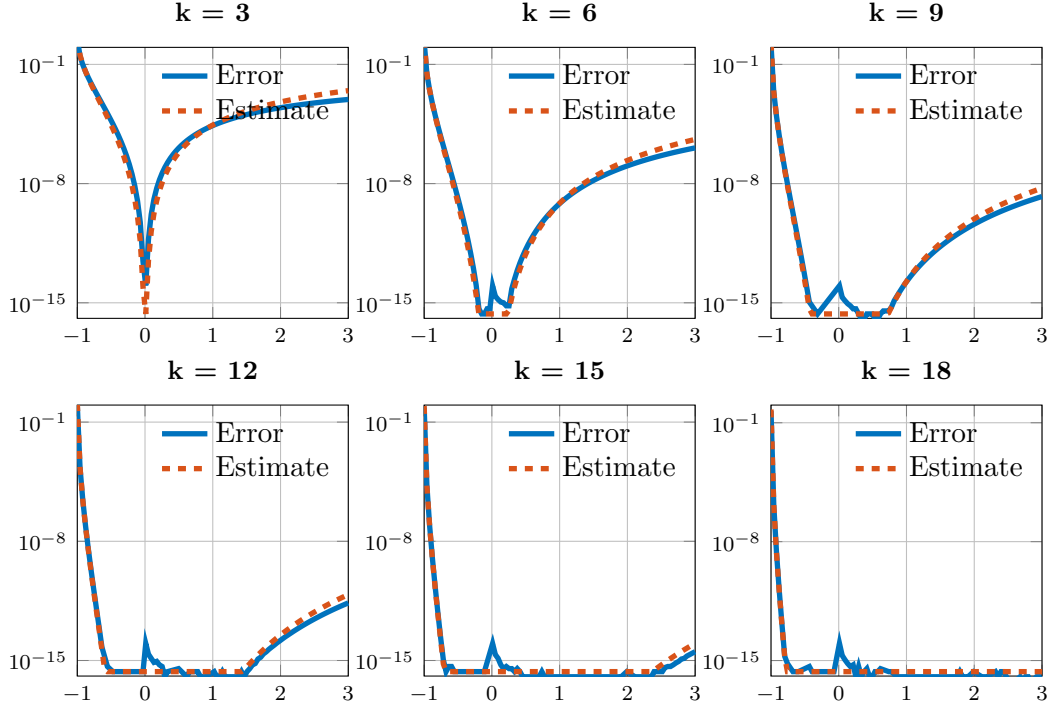 k = 3
k = 6
k = 9
10⁻¹
10⁻⁸
10⁻¹⁵
−1 0 1 2 3
Error
Estimate
10⁻¹
10⁻⁸
10⁻¹⁵
−1 0 1 2 3
Error
Estimate
10⁻¹
10⁻⁸
10⁻¹⁵
−1 0 1 2 3
Error
Estimate
k = 12
k = 15
k = 18
10⁻¹
10⁻⁸
10⁻¹⁵
−1 0 1 2 3
Error
Estimate
10⁻¹
10⁻⁸
10⁻¹⁵
−1 0 1 2 3
Error
Estimate
10⁻¹
10⁻⁸
10⁻¹⁵
−1 0 1 2 3
Error
Estimate